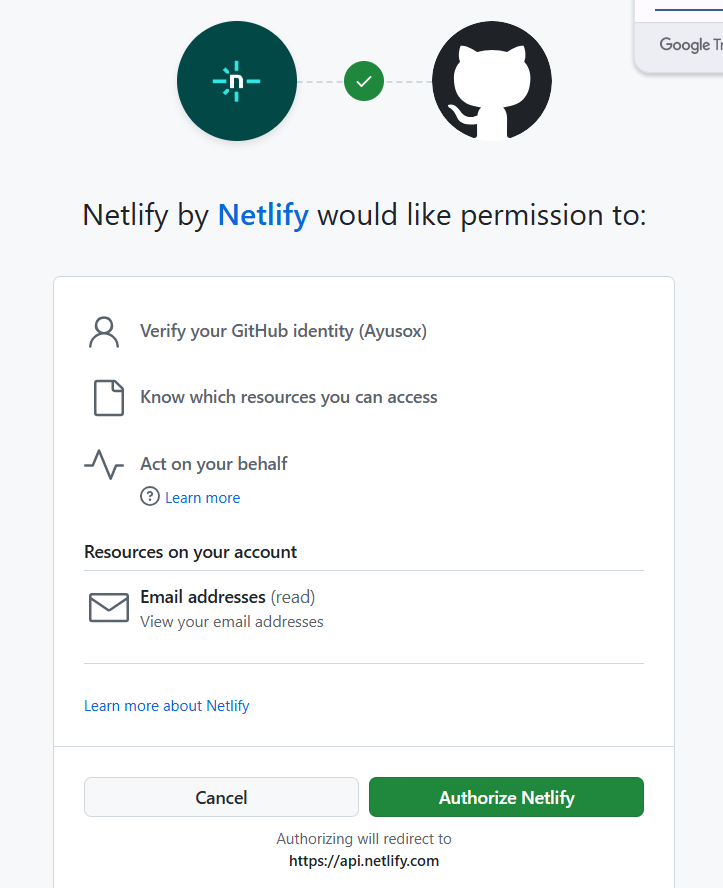 Google Tr
n
Netlify by Netlify would like permission to:
Verify your GitHub identity (Ayusox)
Know which resources you can access
Act on your behalf
? Learn more
Resources on your account
Email addresses (read)
View your email addresses
Learn more about Netlify
Cancel
Authorize Netlify
Authorizing will redirect to
https://api.netlify.com